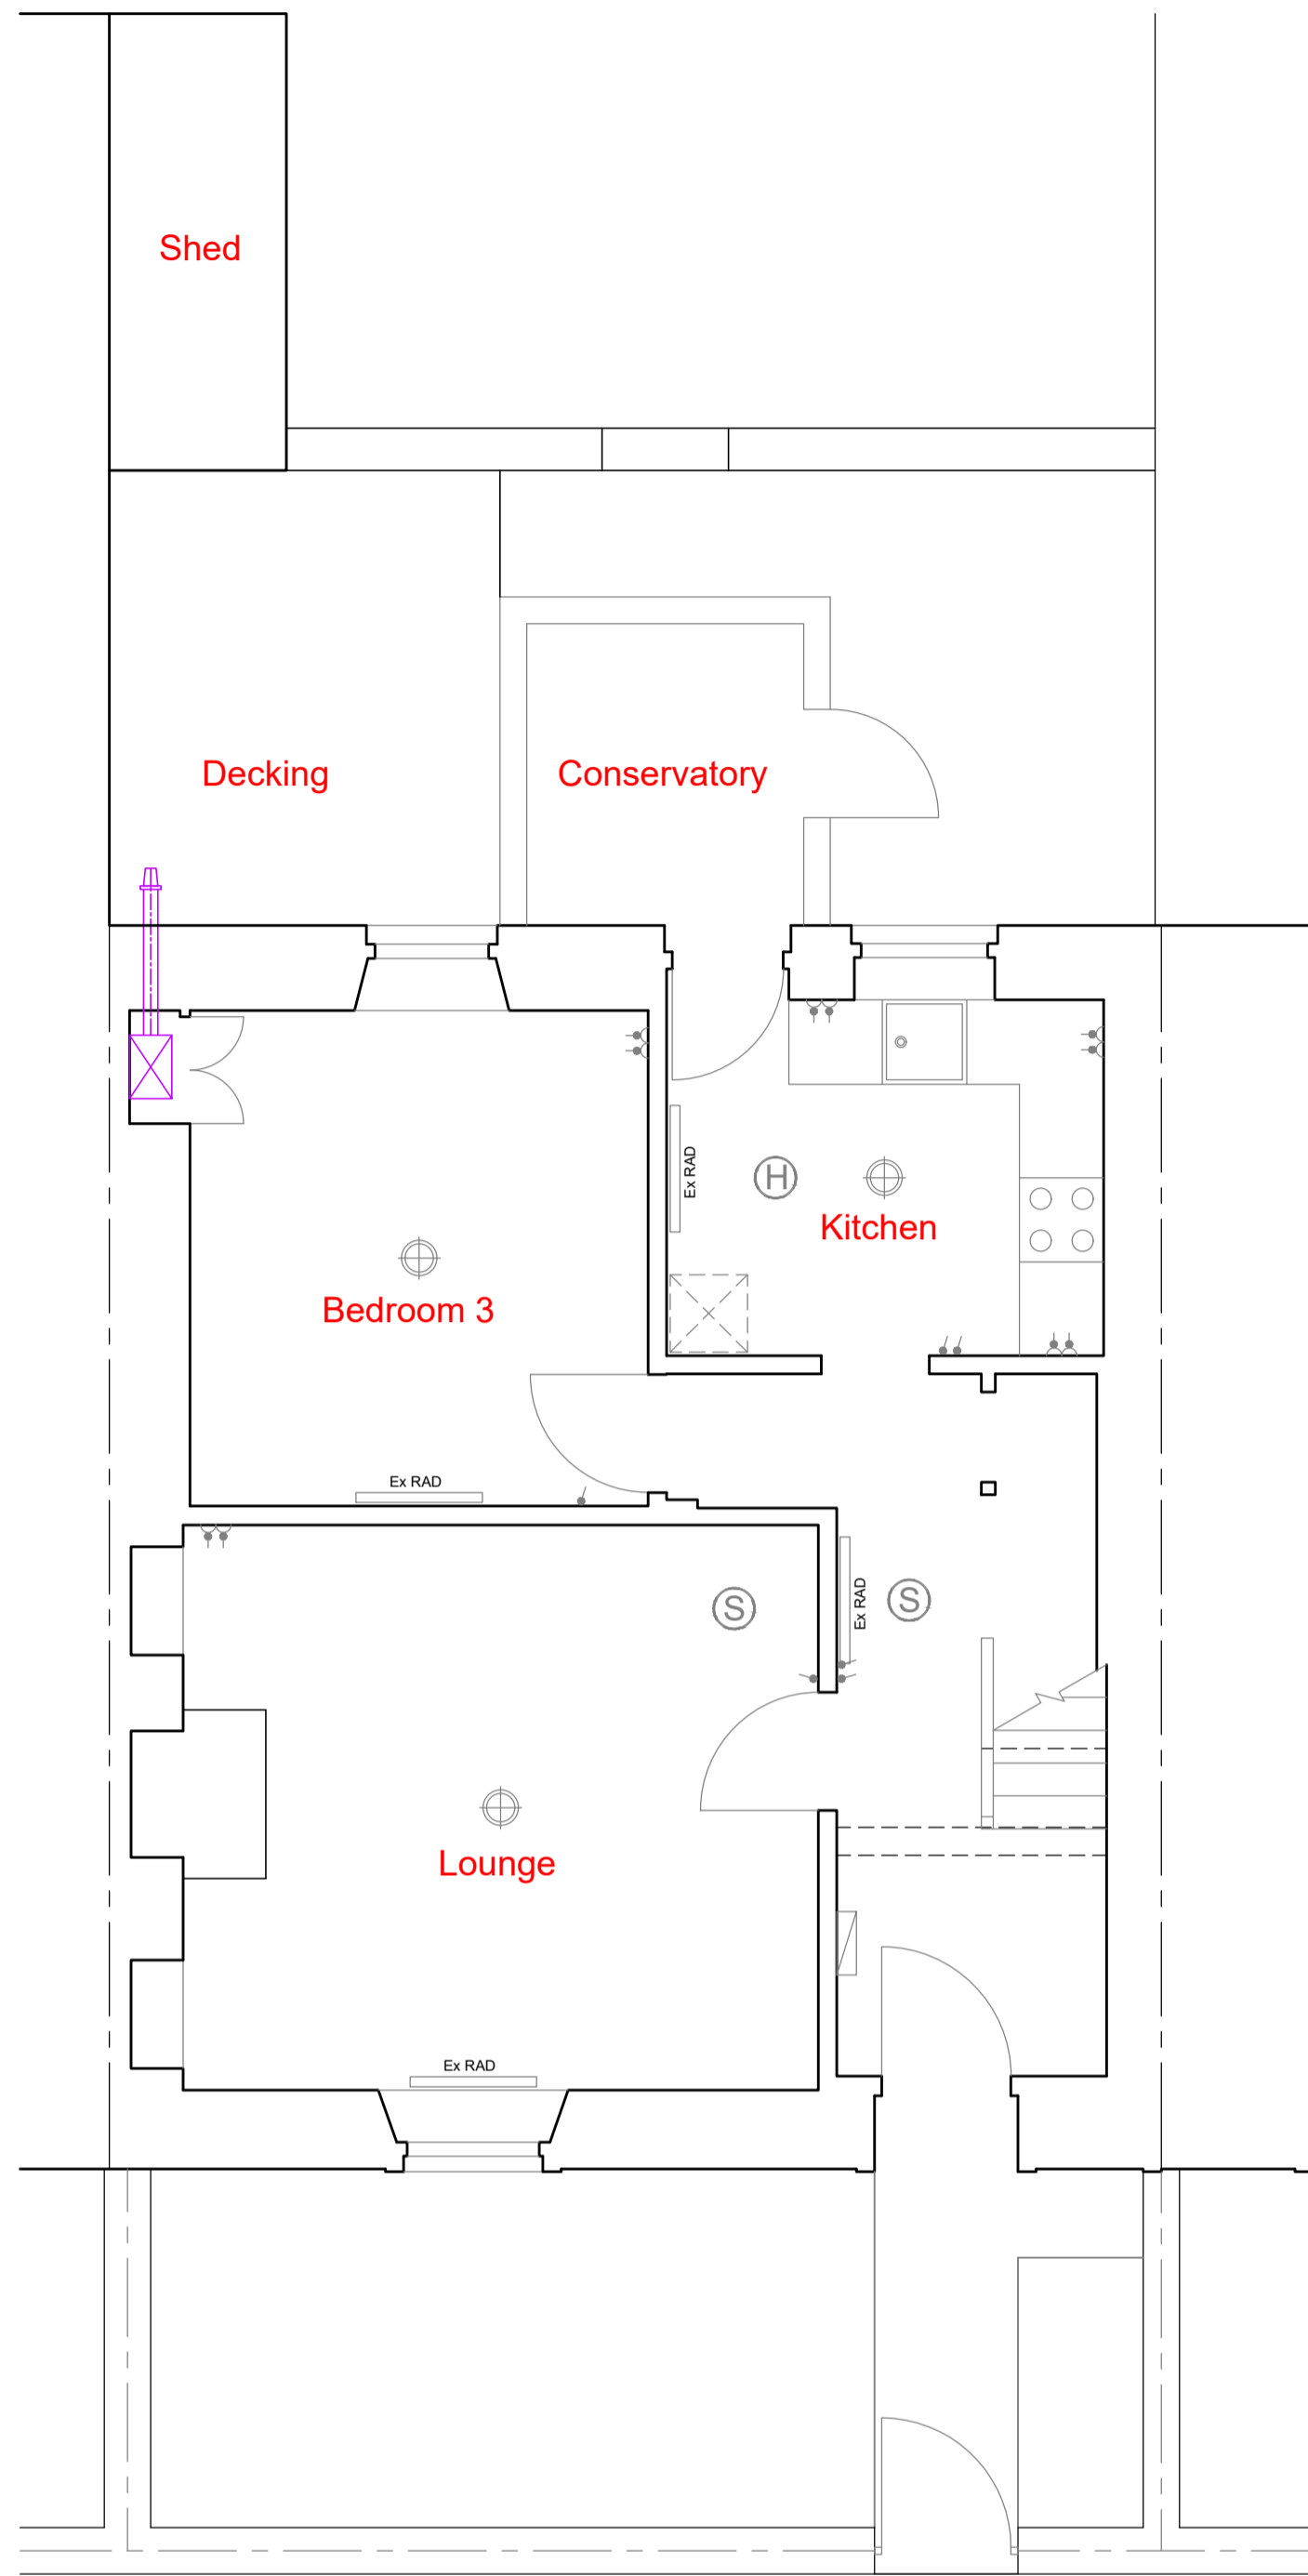 Shed
Decking
Conservatory
Ex RAD
H
Kitchen
Bedroom 3
Ex RAD
S
S
Ex RAD
Lounge
Ex RAD